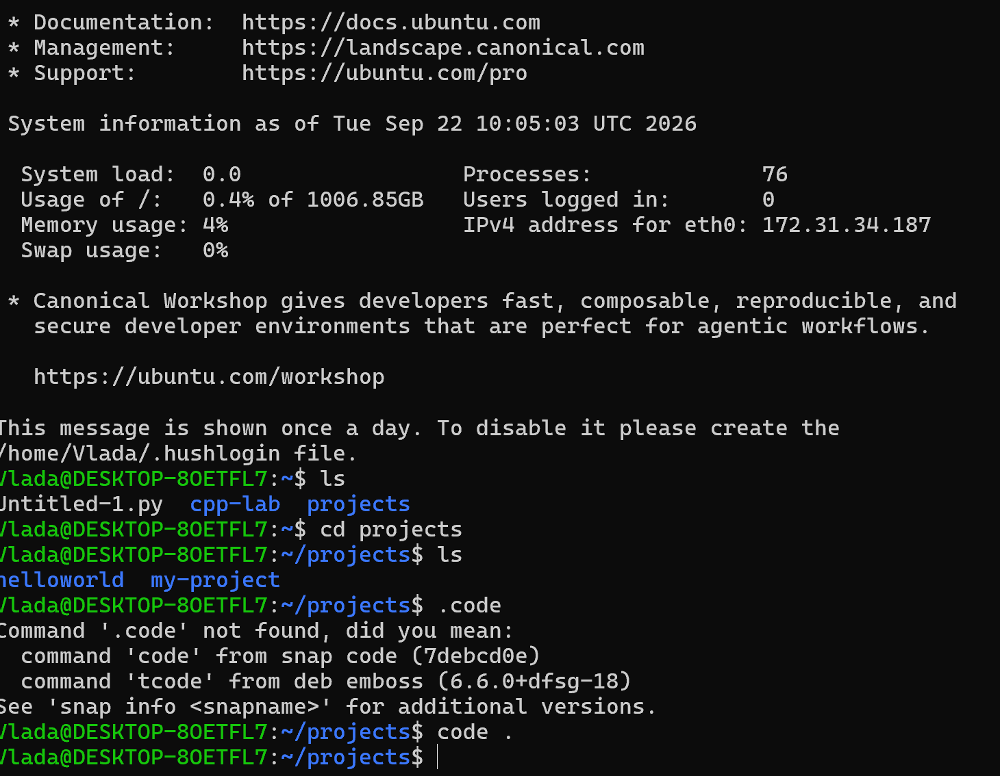 * Documentation:  https://docs.ubuntu.com
* Management:     https://landscape.canonical.com
* Support:        https://ubuntu.com/pro

System information as of Tue Sep 22 10:05:03 UTC 2026

System load:  0.0                 Processes:             76
Usage of /:   0.4% of 1006.85GB   Users logged in:       0
Memory usage: 4%                  IPv4 address for eth0: 172.31.34.187
Swap usage:   0%

* Canonical Workshop gives developers fast, composable, reproducible, and
secure developer environments that are perfect for agentic workflows.

https://ubuntu.com/workshop

This message is shown once a day. To disable it please create the
/home/Vlada/.hushlogin file.
Vlada@DESKTOP-8OETFL7:~$ ls
Untitled-1.py  cpp-lab  projects
Vlada@DESKTOP-8OETFL7:~$ cd projects
Vlada@DESKTOP-8OETFL7:~/projects$ ls
helloworld  my-project
Vlada@DESKTOP-8OETFL7:~/projects$ .code
Command '.code' not found, did you mean:
command 'code' from snap code (7debcd0e)
command 'tcode' from deb emboss (6.6.0+dfsg-18)
See 'snap info <snapname>' for additional versions.
Vlada@DESKTOP-8OETFL7:~/projects$ code .
Vlada@DESKTOP-8OETFL7:~/projects$